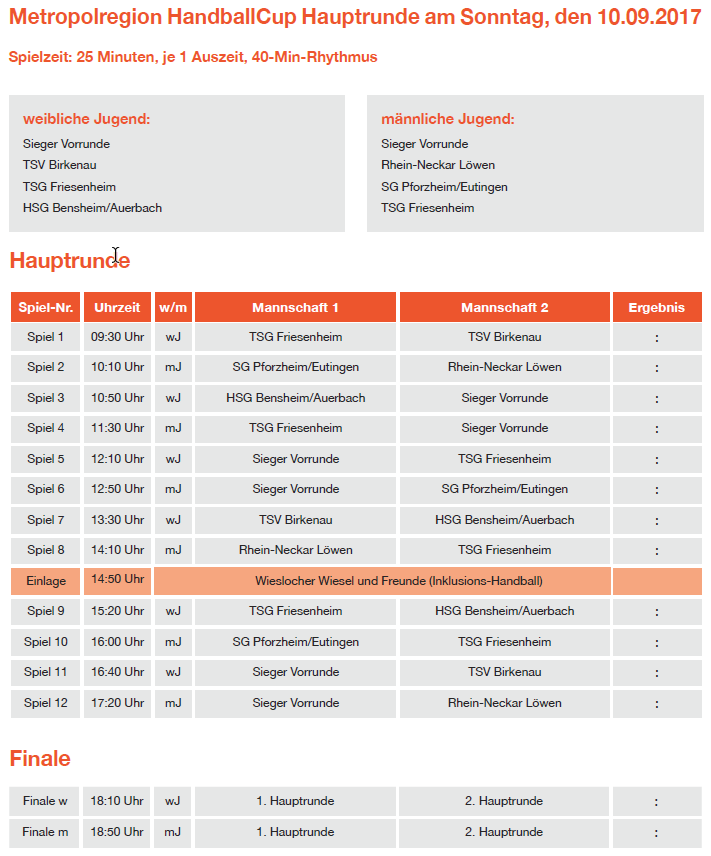 Metropolregion HandballCup Hauptrunde am Sonntag, den 10.09.2017
Spielzeit: 25 Minuten, je 1 Auszeit, 40-Min-Rhythmus
weibliche Jugend:
Sieger Vorrunde
TSV Birkenau
TSG Friesenheim
HSG Bensheim/Auerbach
männliche Jugend:
Sieger Vorrunde
Rhein-Neckar Löwen
SG Pforzheim/Eutingen
TSG Friesenheim
Hauptrunde
Spiel-Nr. Uhrzeit w/m Mannschaft 1 Mannschaft 2 Ergebnis
Spiel 1 09:30 Uhr wJ TSG Friesenheim TSV Birkenau :
Spiel 2 10:10 Uhr mJ SG Pforzheim/Eutingen Rhein-Neckar Löwen :
Spiel 3 10:50 Uhr wJ HSG Bensheim/Auerbach Sieger Vorrunde :
Spiel 4 11:30 Uhr mJ TSG Friesenheim Sieger Vorrunde :
Spiel 5 12:10 Uhr wJ Sieger Vorrunde TSG Friesenheim :
Spiel 6 12:50 Uhr mJ Sieger Vorrunde SG Pforzheim/Eutingen :
Spiel 7 13:30 Uhr wJ TSV Birkenau HSG Bensheim/Auerbach :
Spiel 8 14:10 Uhr mJ Rhein-Neckar Löwen TSG Friesenheim :
Einlage 14:50 Uhr Wieslocher Wiesel und Freunde (Inklusions-Handball)
Spiel 9 15:20 Uhr wJ TSG Friesenheim HSG Bensheim/Auerbach :
Spiel 10 16:00 Uhr mJ SG Pforzheim/Eutingen TSG Friesenheim :
Spiel 11 16:40 Uhr wJ Sieger Vorrunde TSV Birkenau :
Spiel 12 17:20 Uhr mJ Sieger Vorrunde Rhein-Neckar Löwen :
Finale
Finale w 18:10 Uhr wJ 1. Hauptrunde 2. Hauptrunde :
Finale m 18:50 Uhr mJ 1. Hauptrunde 2. Hauptrunde :